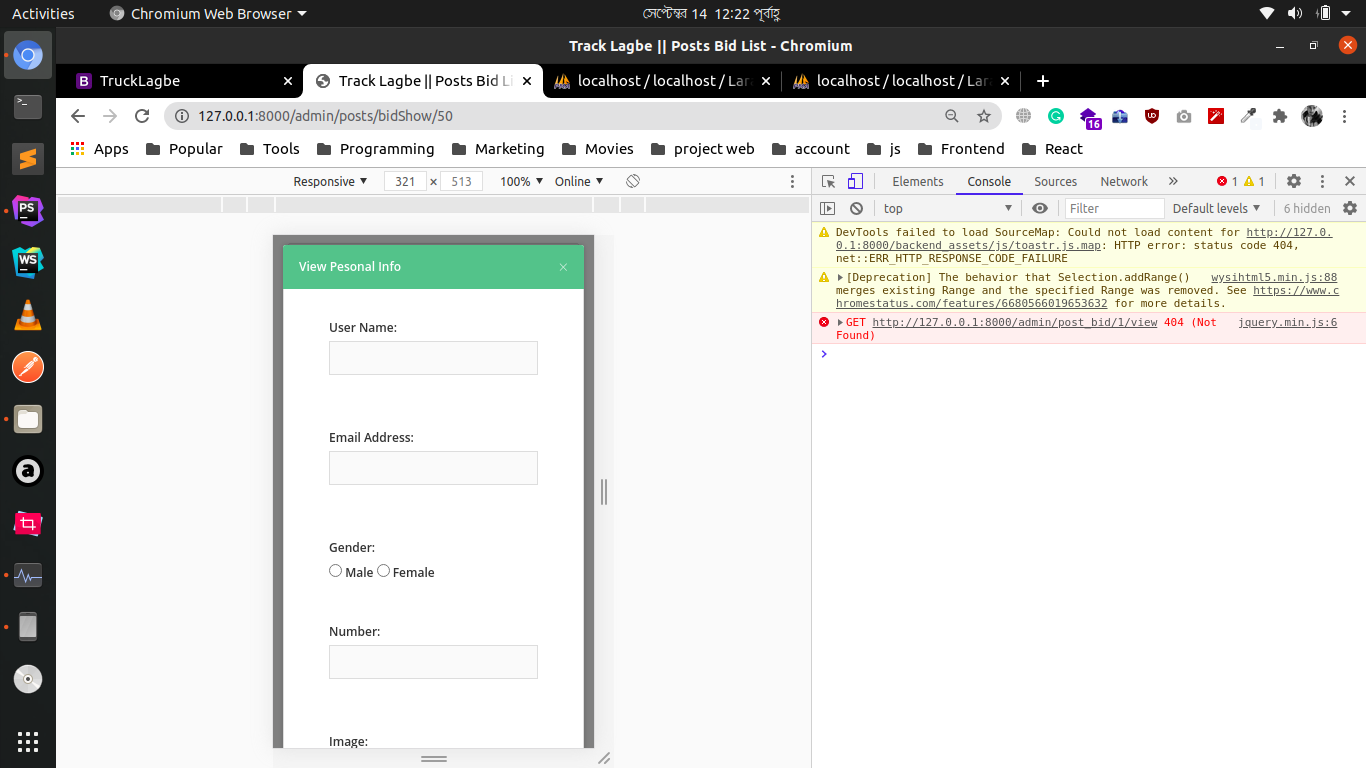 Activities
Chromium Web Browser
সেপ্টেম্বর 14 12:22 পূর্বাহ্ণ
Track Lagbe || Posts Bid List - Chromium
TruckLagbe
Track Lagbe || Posts Bid Li
localhost / localhost / Lara
localhost / localhost / Lara
127.0.0.1:8000/admin/posts/bidShow/50
16
Apps
Popular
Tools
Programming
Marketing
Movies
project web
account
js
Frontend
React
Responsive
321 × 513
100%
Online
Elements
Console
Sources
Network
1
1
top
Filter
Default levels
6 hidden
DevTools failed to load SourceMap: Could not load content for http://127.0.
0.1:8000/backend_assets/js/toastr.js.map: HTTP error: status code 404,
net::ERR_HTTP_RESPONSE_CODE_FAILURE
[Deprecation] The behavior that Selection.addRange() wysihtml5.min.js:88
merges existing Range and the specified Range was removed. See https://www.c
hromestatus.com/features/6680566019653632 for more details.
GET http://127.0.0.1:8000/admin/post_bid/1/view 404 (Not jquery.min.js:6
Found)
View Pesonal Info
User Name:
Email Address:
Gender:
Male Female
Number:
Image:
PS
WS
a